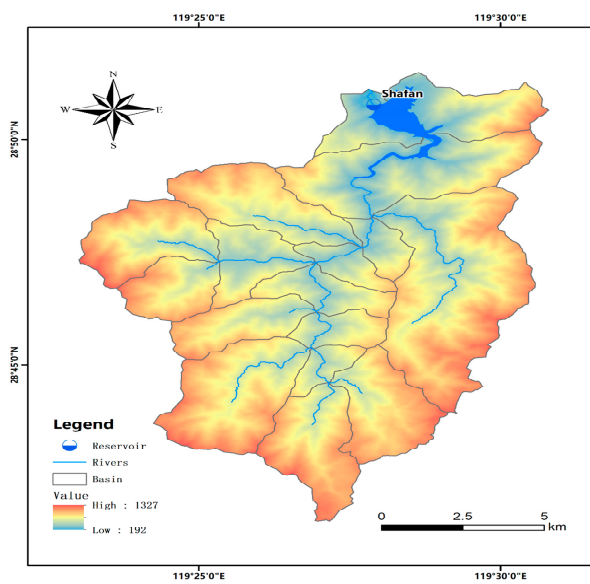 119°25'0"E 119°30'0"E
N
W E
S
Shafan
28°50'0"N
28°45'0"N
Legend
Reservoir
Rivers
Basin
Value
High : 1327
Low : 192
0 2.5 5
km
119°25'0"E 119°30'0"E